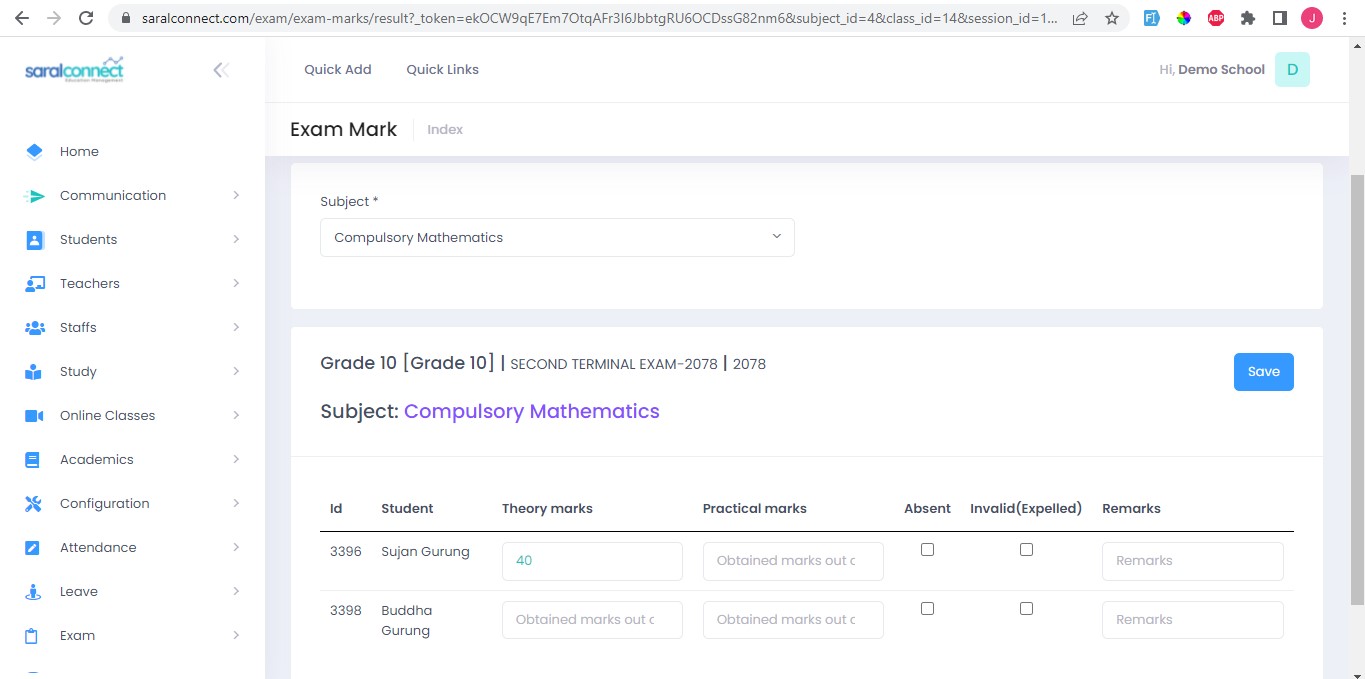 saralconnect.com/exam/exam-marks/result?_token=ekOCW9qE7Em7OtqAFr3I6JbbtgRU6OCDssG82nm6&subject_id=4&class_id=14&session_id=1...
FI
ABP
J
saralconnect
Education Management
Quick Add Quick Links
Hi, Demo School D
Exam Mark Index
Home
Communication
Students
Teachers
Staffs
Study
Online Classes
Academics
Configuration
Attendance
Leave
Exam
Subject *
Compulsory Mathematics
Grade 10 [Grade 10] | SECOND TERMINAL EXAM-2078 | 2078
Save
Subject: Compulsory Mathematics
Id Student Theory marks Practical marks Absent Invalid(Expelled) Remarks
3396 Sujan Gurung 40 Obtained marks out Remarks
3398 Buddha Gurung Obtained marks out Obtained marks out Remarks